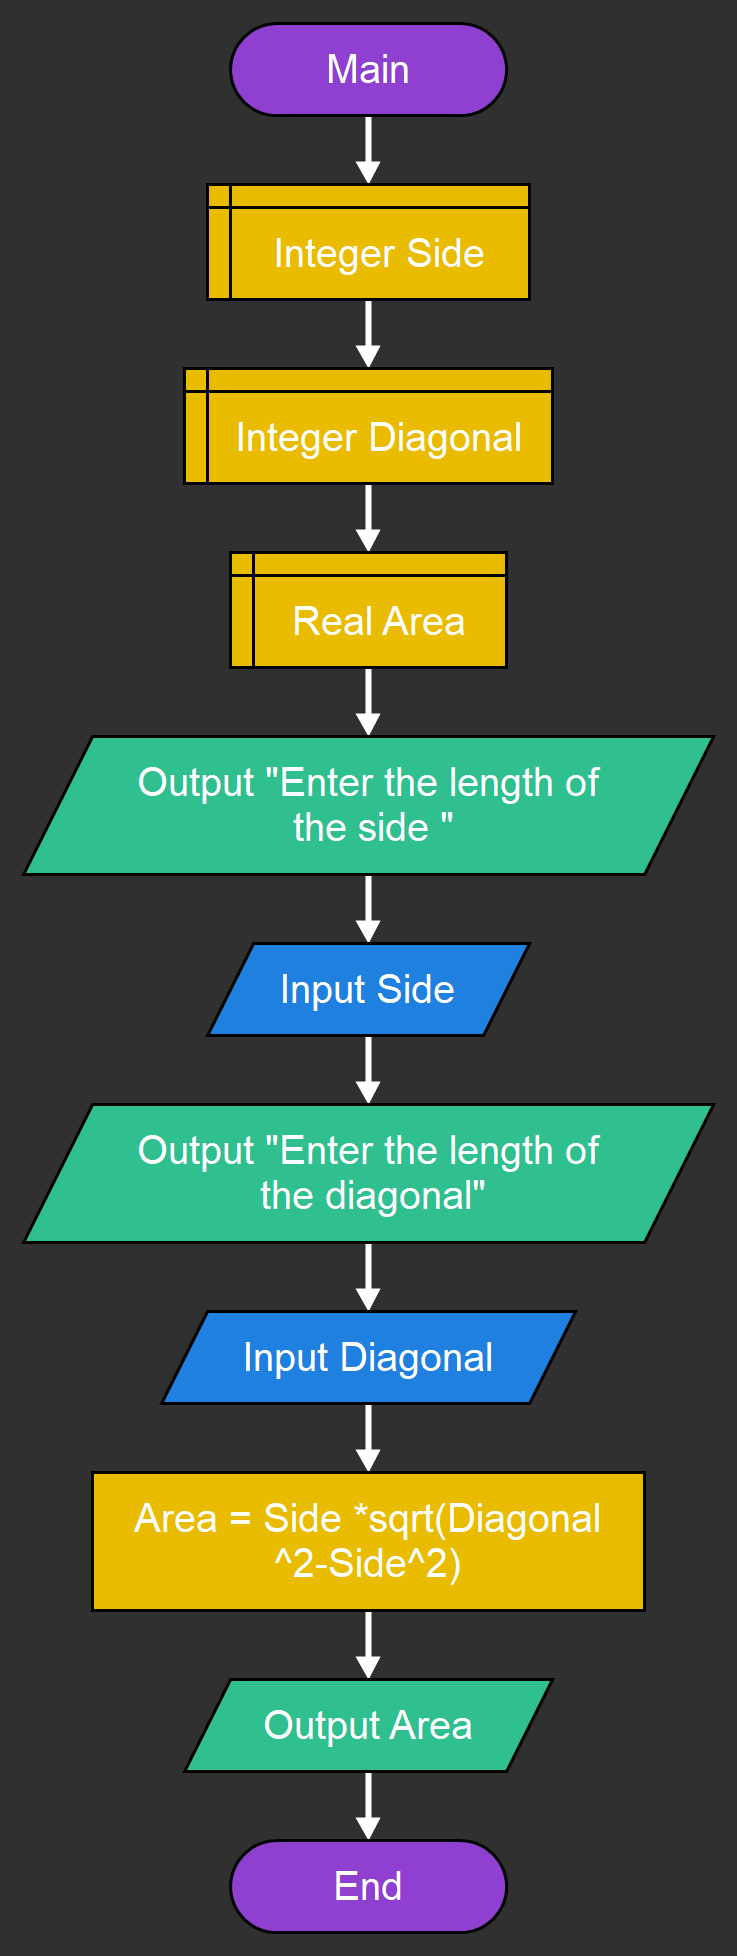 Main
Integer Side
Integer Diagonal
Real Area
Output "Enter the length of
the side "
Input Side
Output "Enter the length of
the diagonal"
Input Diagonal
Area = Side *sqrt(Diagonal
^2-Side^2)
Output Area
End